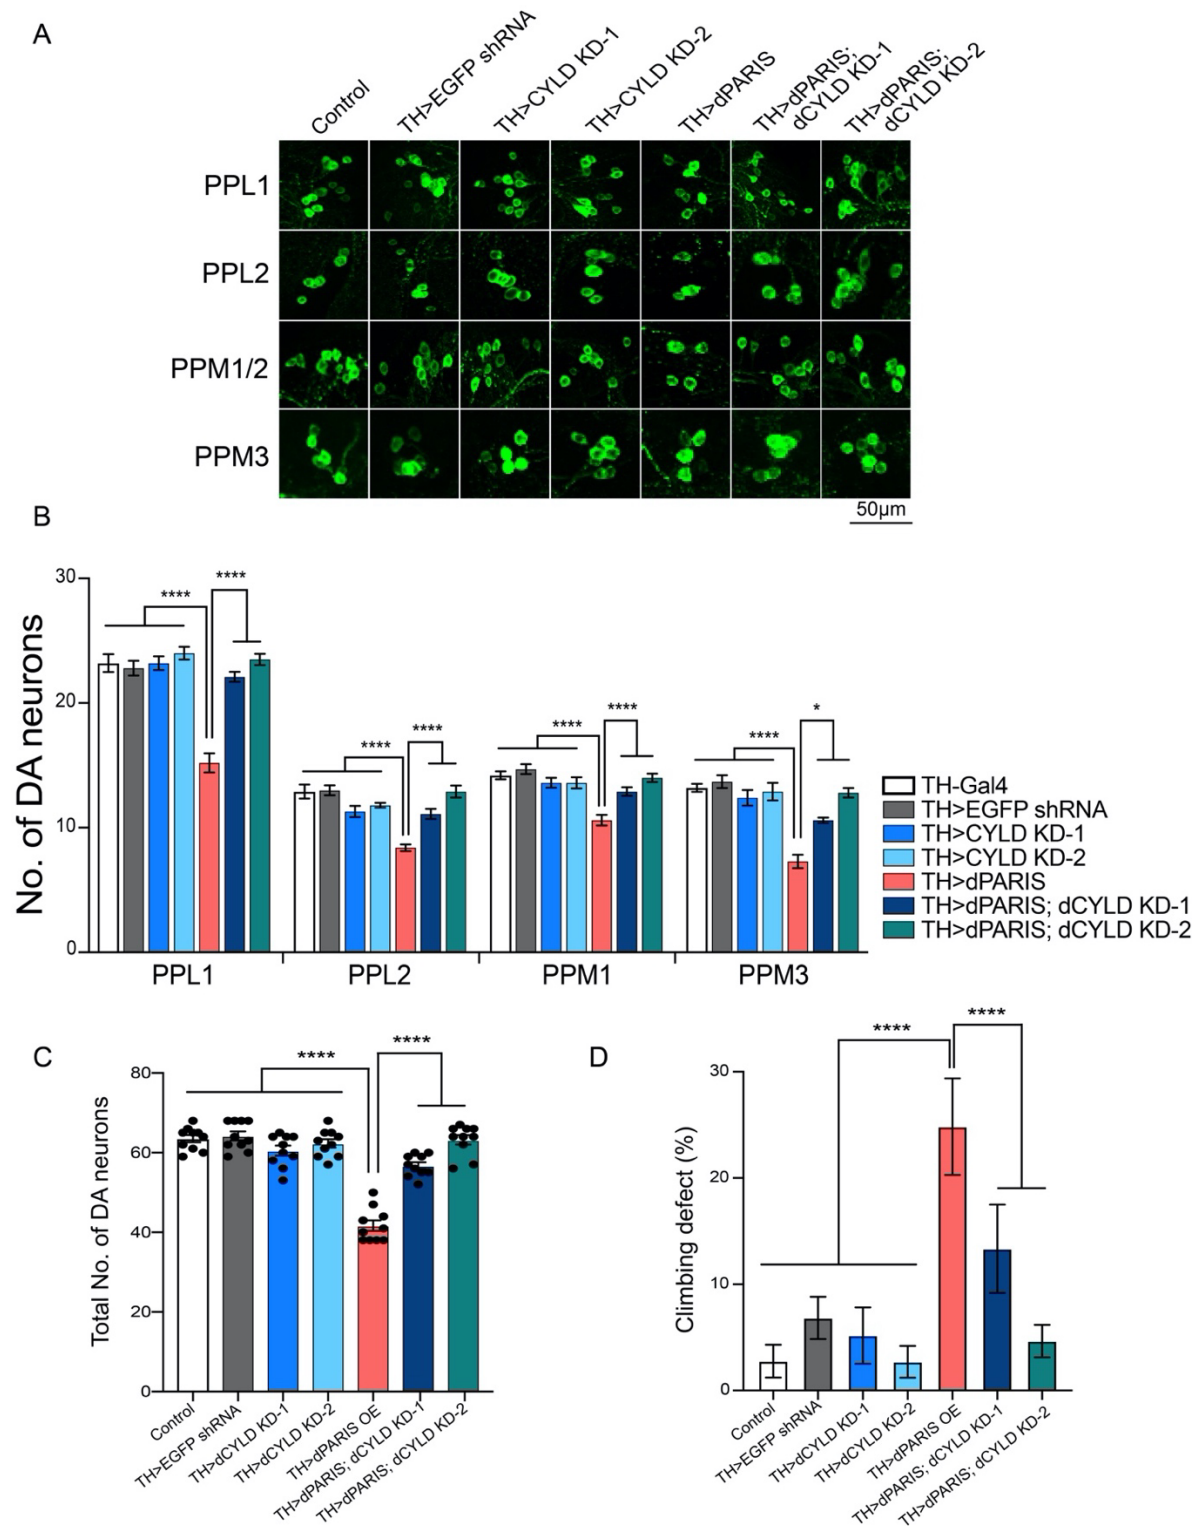 A
Control
TH>EGFP shRNA
TH>CYLD KD-1
TH>CYLD KD-2
TH>dPARIS
TH>dPARIS;
dCYLD KD-1
TH>dPARIS;
dCYLD KD-2
PPL1
PPL2
PPM1/2
PPM3
50μm
B
No. of DA neurons
30
20
10
0
****
****
****
****
****
****
****
*
PPL1
PPL2
PPM1
PPM3
TH-Gal4
TH>EGFP shRNA
TH>CYLD KD-1
TH>CYLD KD-2
TH>dPARIS
TH>dPARIS; dCYLD KD-1
TH>dPARIS; dCYLD KD-2
C
Total No. of DA neurons
80
60
40
20
0
****
****
Control
TH>EGFP shRNA
TH>dCYLD KD-1
TH>dCYLD KD-2
TH>dPARIS OE
TH>dPARIS; dCYLD KD-1
TH>dPARIS; dCYLD KD-2
D
Climbing defect (%)
30
20
10
0
****
****
Control
TH>EGFP shRNA
TH>dCYLD KD-1
TH>dCYLD KD-2
TH>dPARIS OE
TH>dPARIS; dCYLD KD-1
TH>dPARIS; dCYLD KD-2